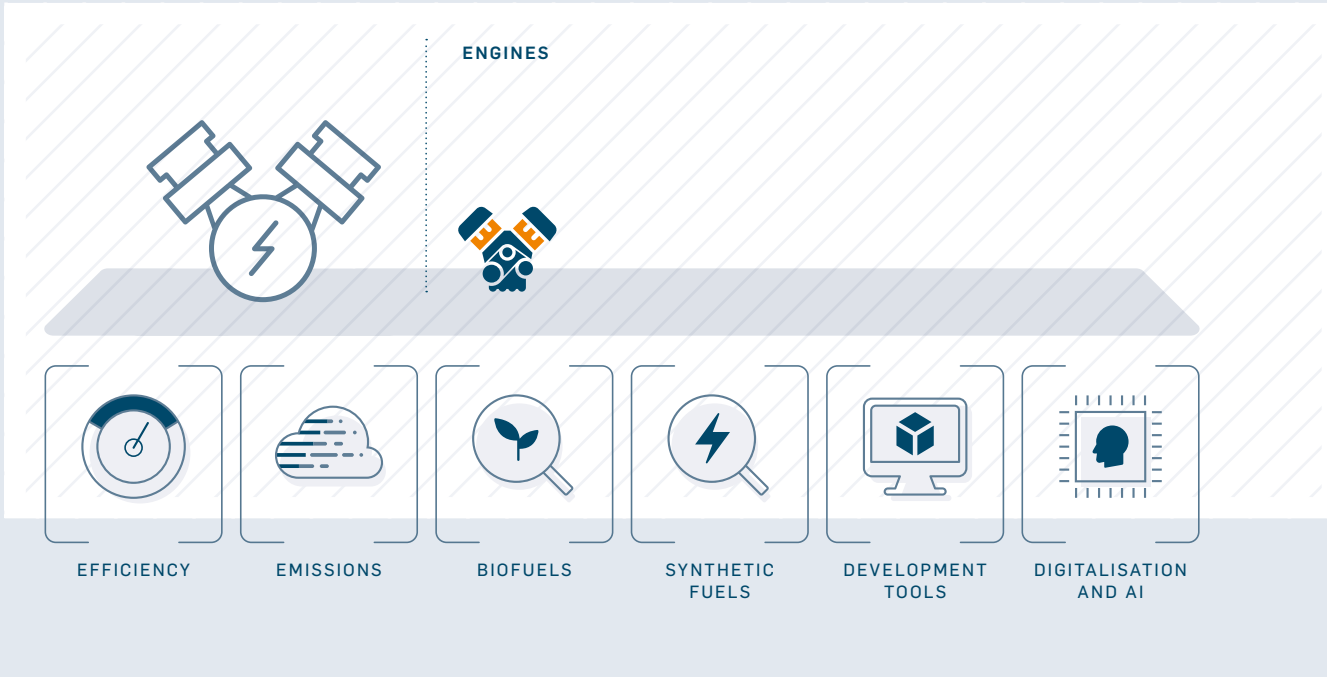 ENGINES
EFFICIENCY
EMISSIONS
BIOFUELS
SYNTHETIC
FUELS
DEVELOPMENT
TOOLS
DIGITALISATION
AND AI